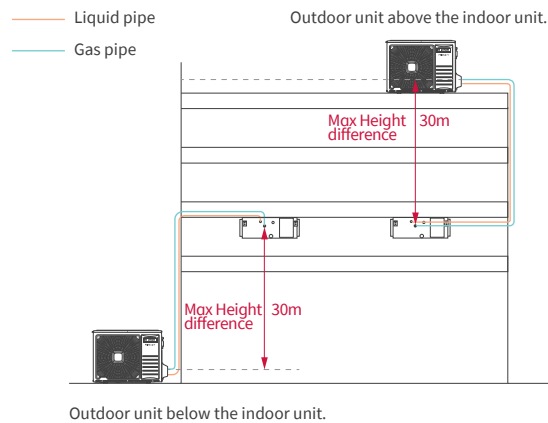 Liquid pipe
Outdoor unit above the indoor unit.
Gas pipe
Max Height
difference
30m
Max Height
difference
30m
Outdoor unit below the indoor unit.